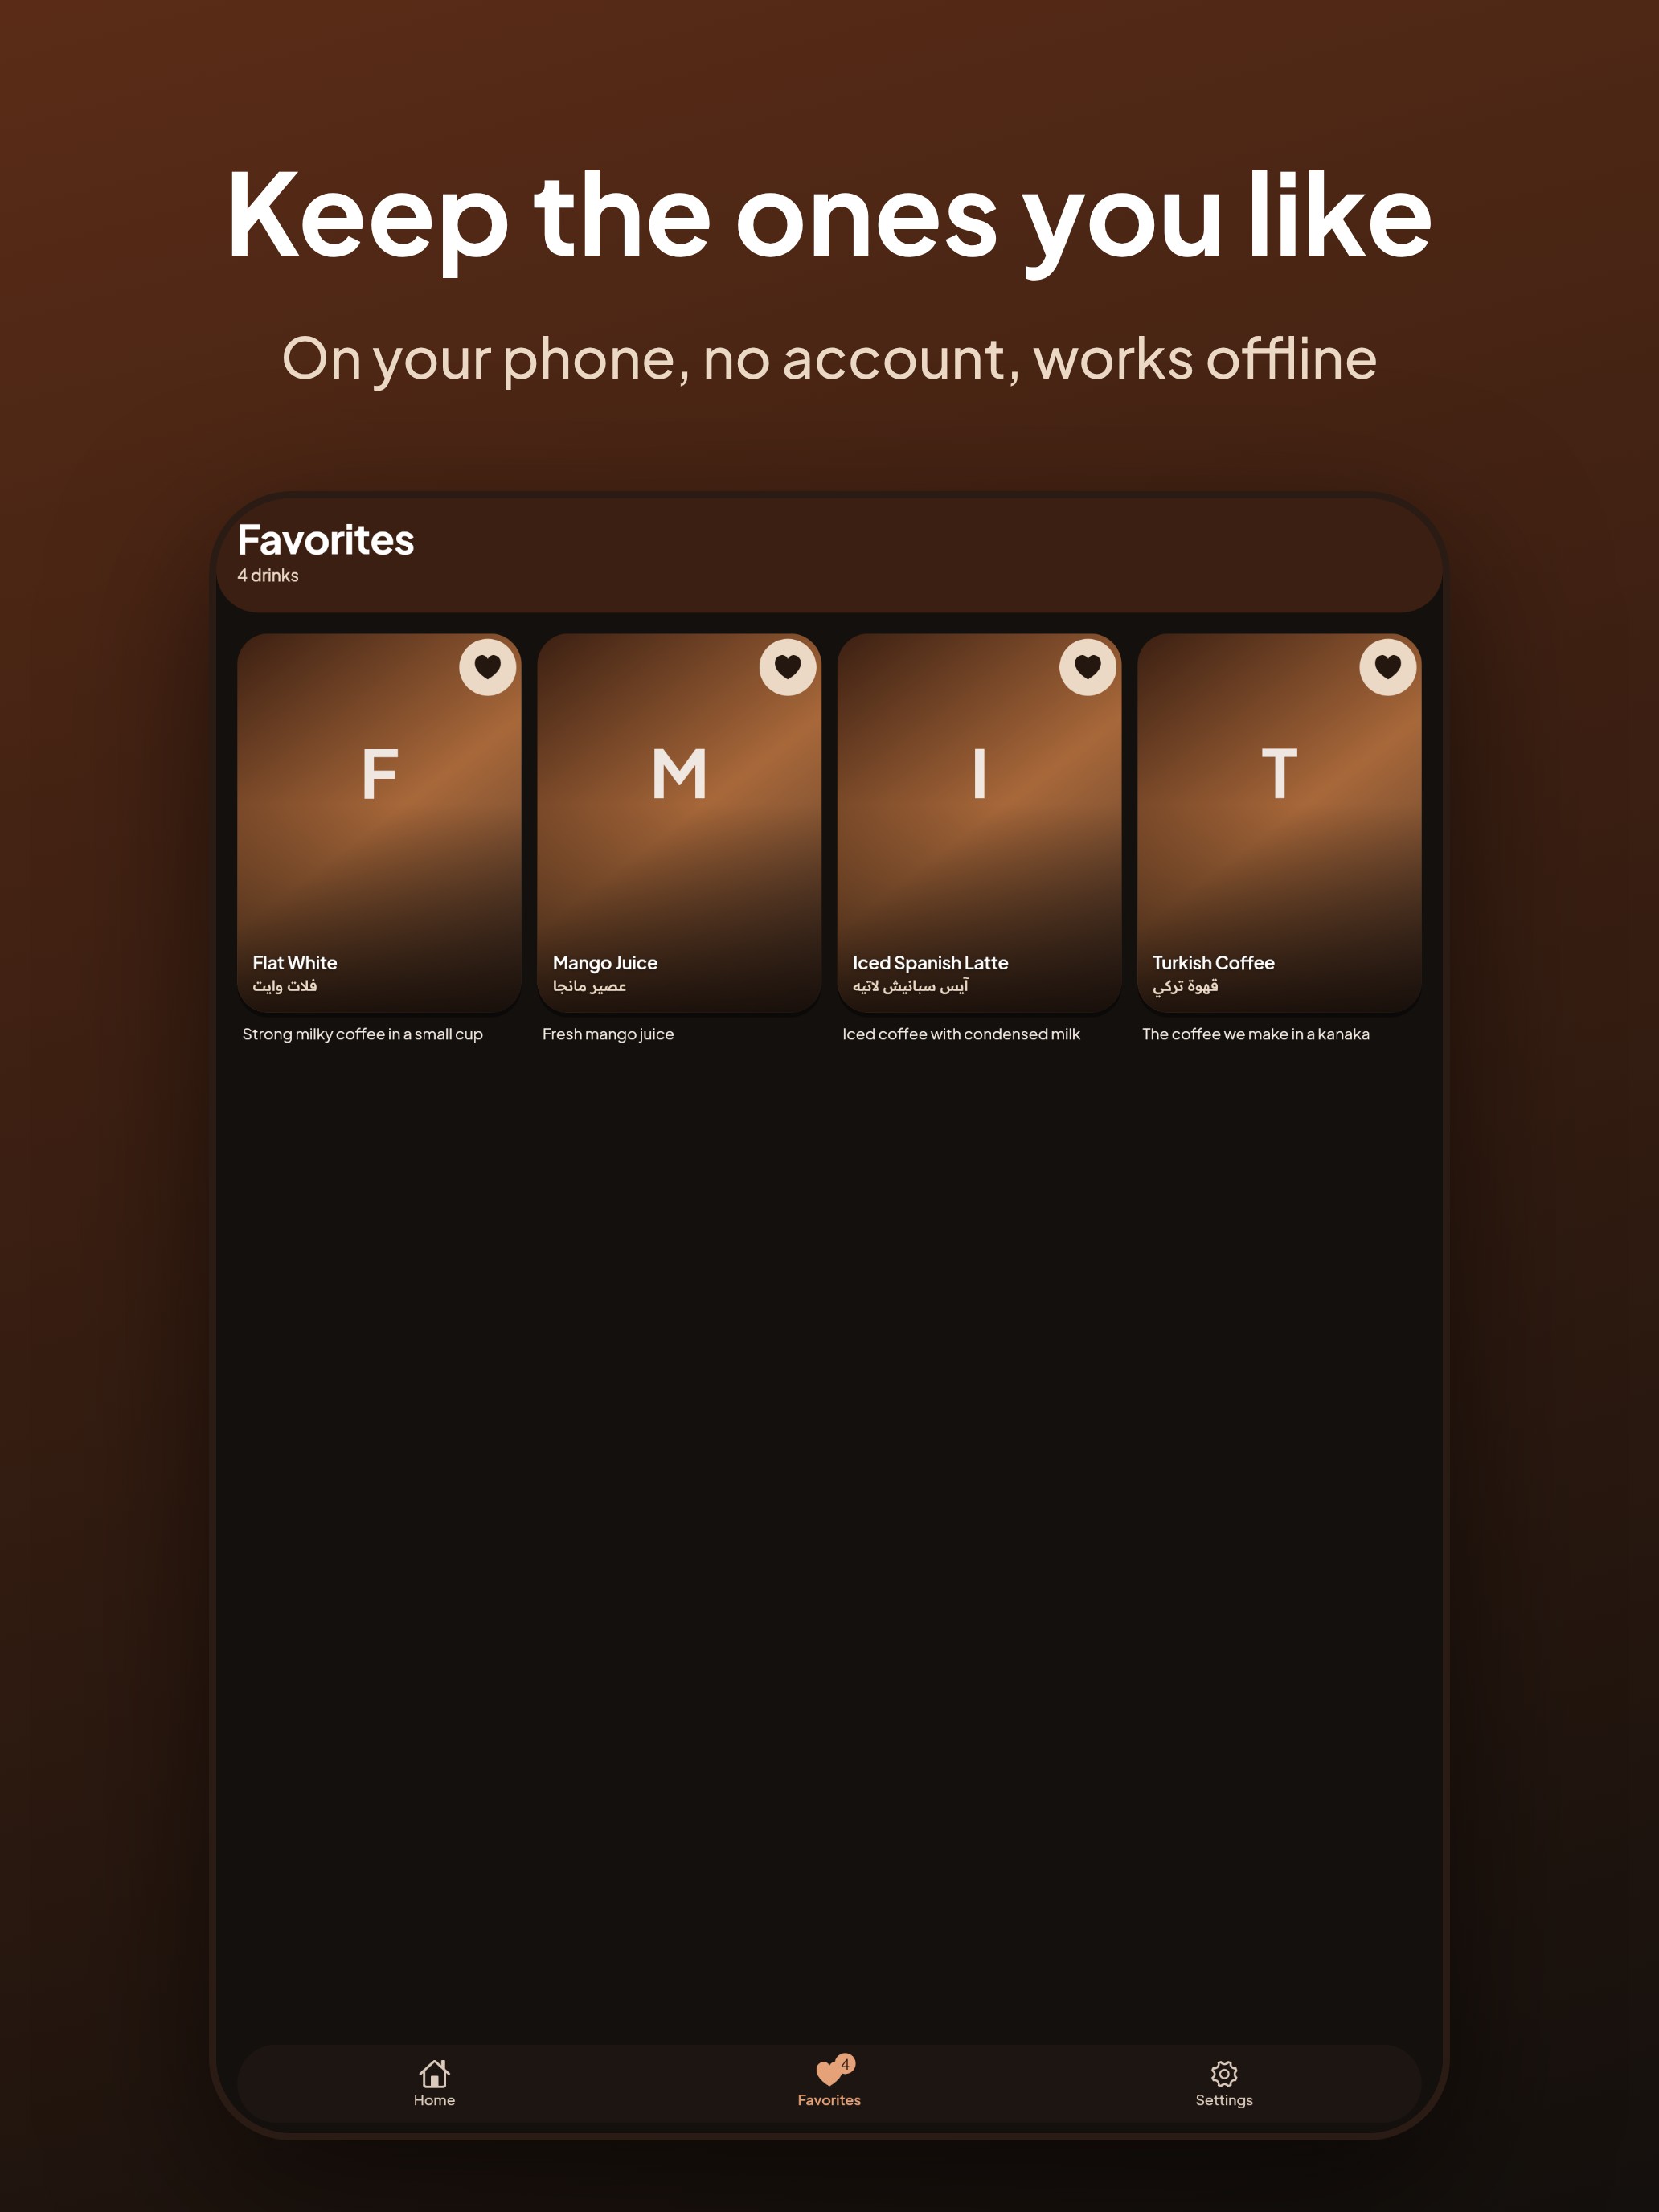 Keep the ones you like
On your phone, no account, works offline
Favorites
4 drinks
F
Flat White
فلات وايت
Strong milky coffee in a small cup
M
Mango Juice
عصير مانجا
Fresh mango juice
I
Iced Spanish Latte
آيس سبانيش لاتيه
Iced coffee with condensed milk
T
Turkish Coffee
قهوة تركي
The coffee we make in a kanaka
Home
4
Favorites
Settings